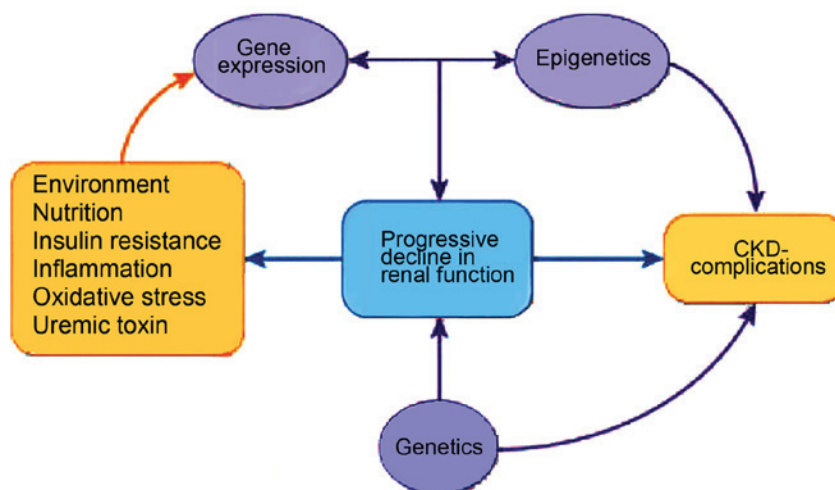 Gene
expression
Epigenetics
Environment
Nutrition
Insulin resistance
Inflammation
Oxidative stress
Uremic toxin
Progressive
decline in
renal function
CKD-
complications
Genetics